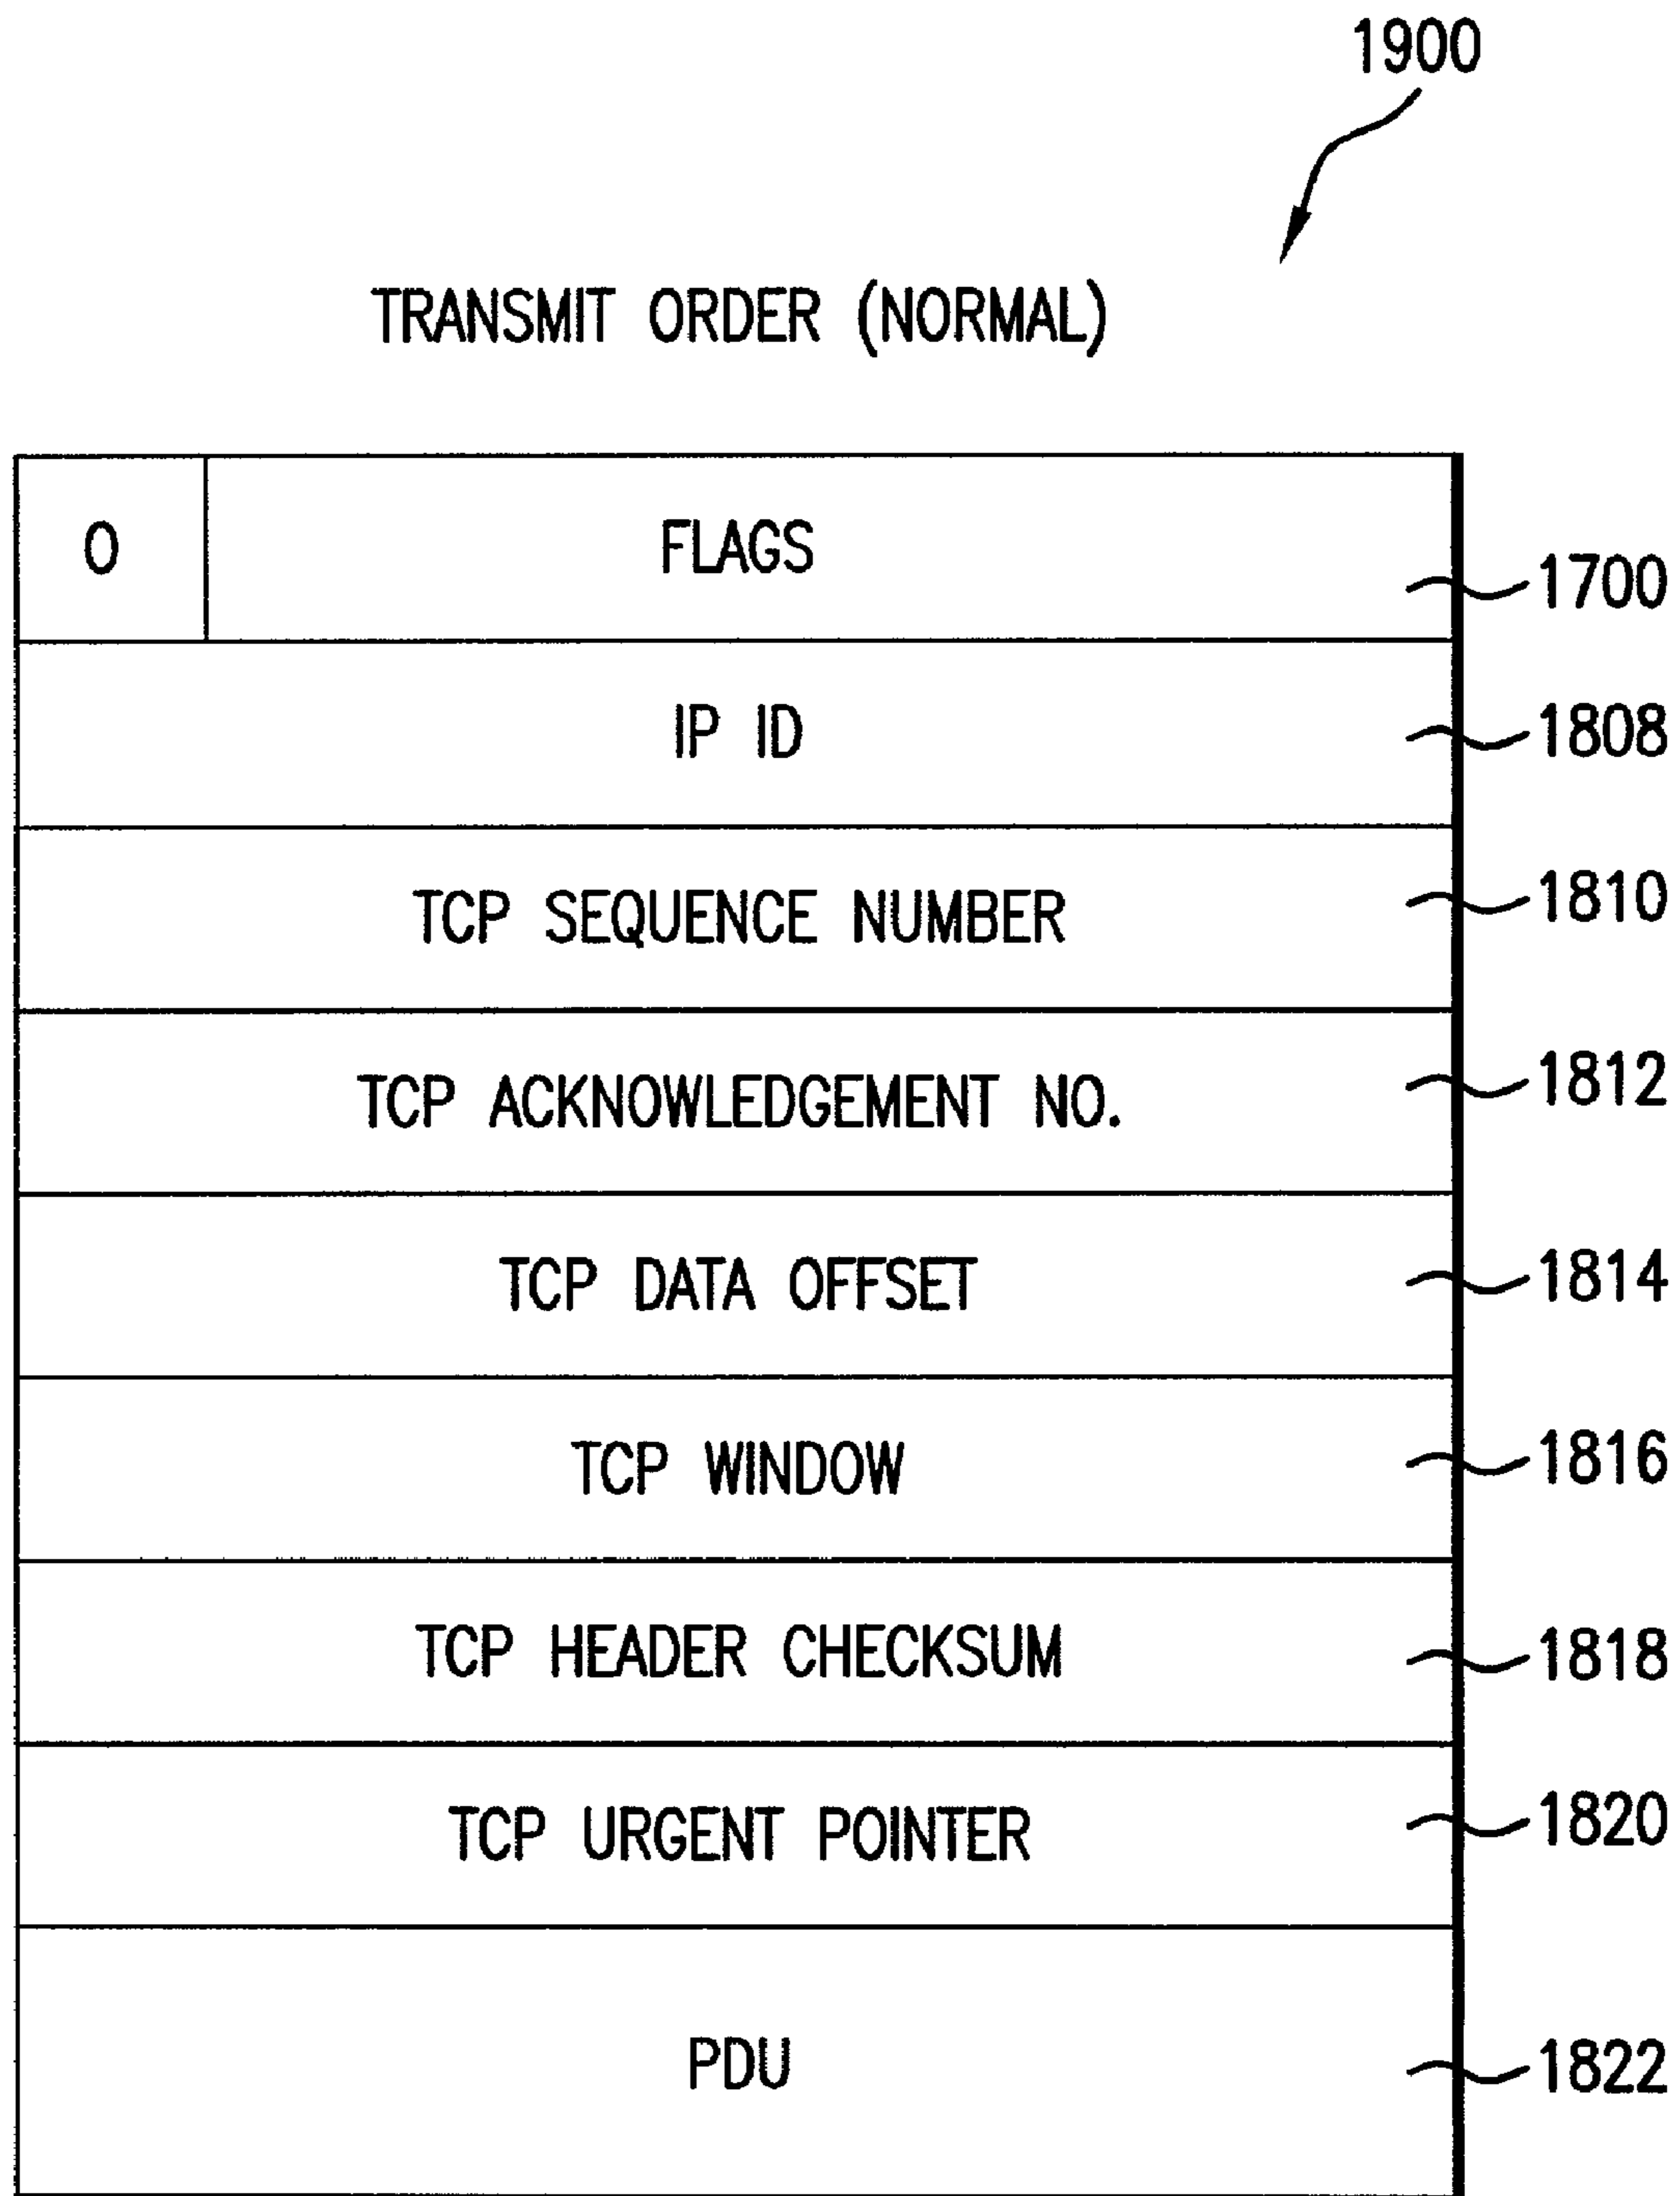 1900
TRANSMIT ORDER (NORMAL)
0 FLAGS 1700
IP ID 1808
TCP SEQUENCE NUMBER 1810
TCP ACKNOWLEDGEMENT NO. 1812
TCP DATA OFFSET 1814
TCP WINDOW 1816
TCP HEADER CHECKSUM 1818
TCP URGENT POINTER 1820
PDU 1822